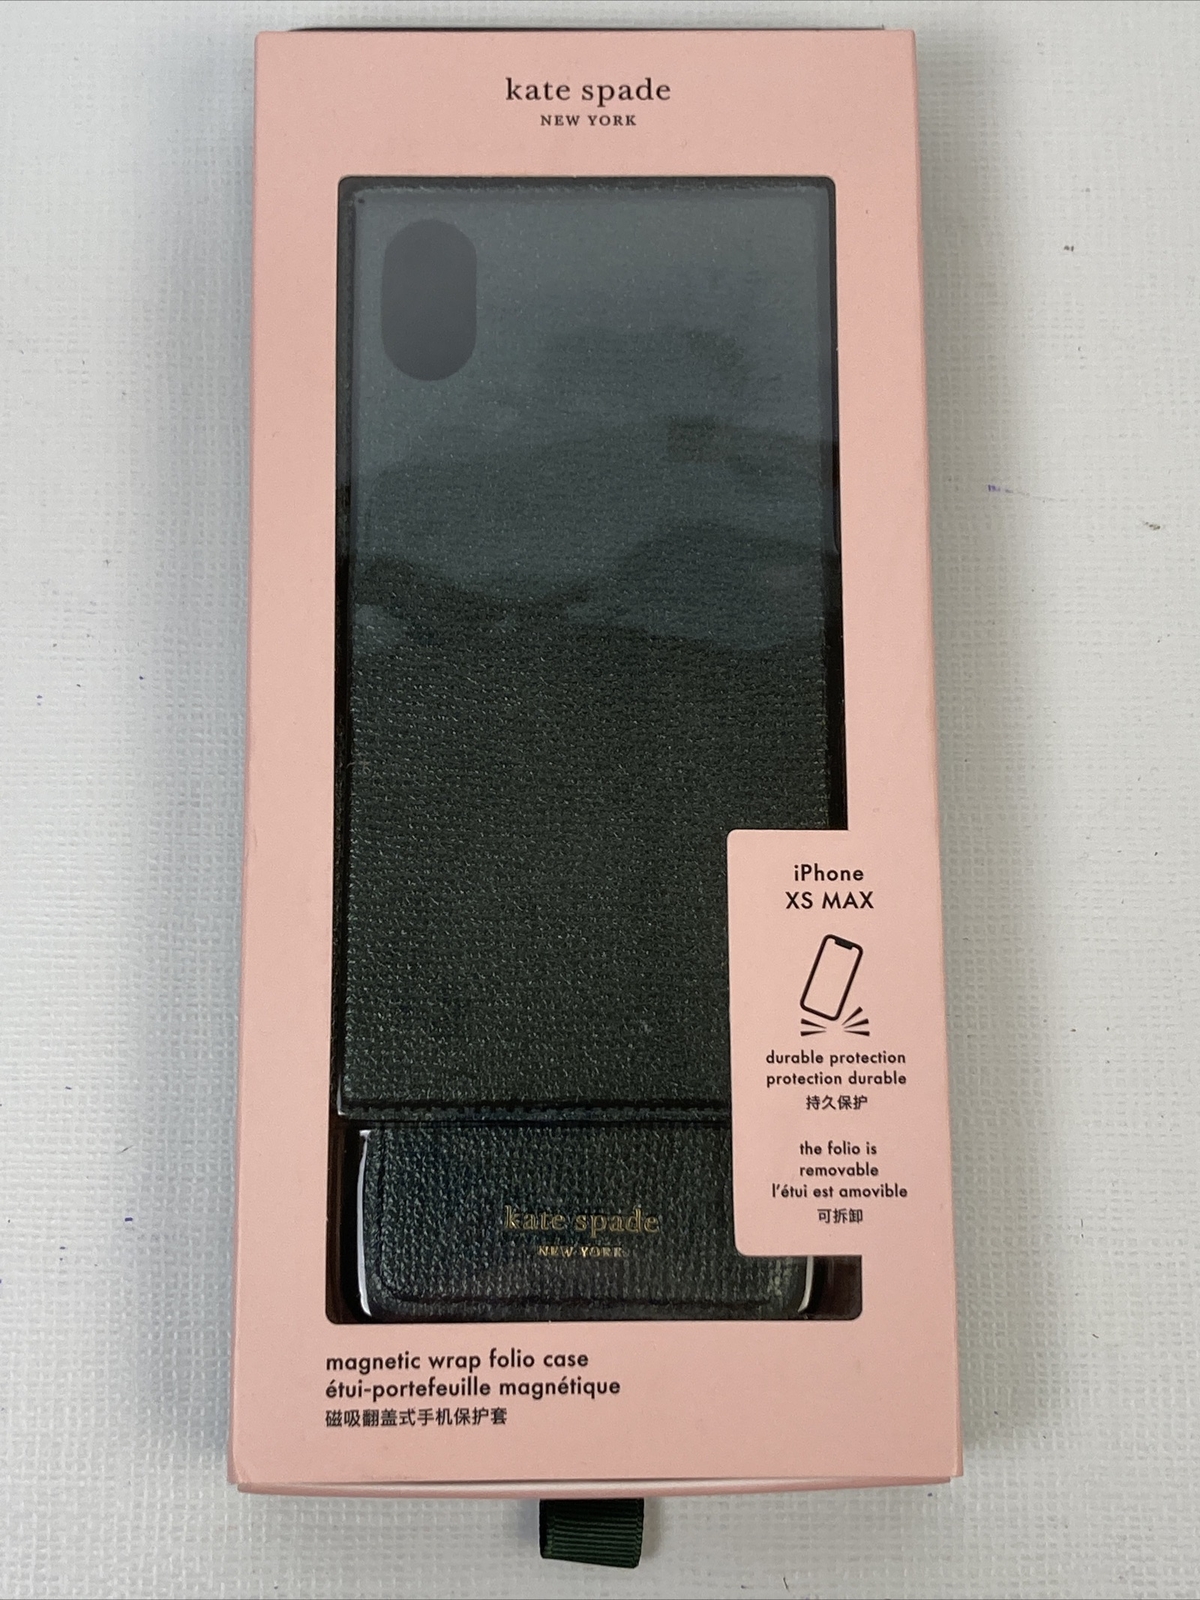 kate spade
NEW YORK
iPhone
XS MAX
durable protection
protection durable
持久保护
the folio is
removable
l'étui est amovible
可拆卸
kate spade
NEW YORK
magnetic wrap folio case
étui-portefeuille magnétique
磁吸翻盖式手机保护套